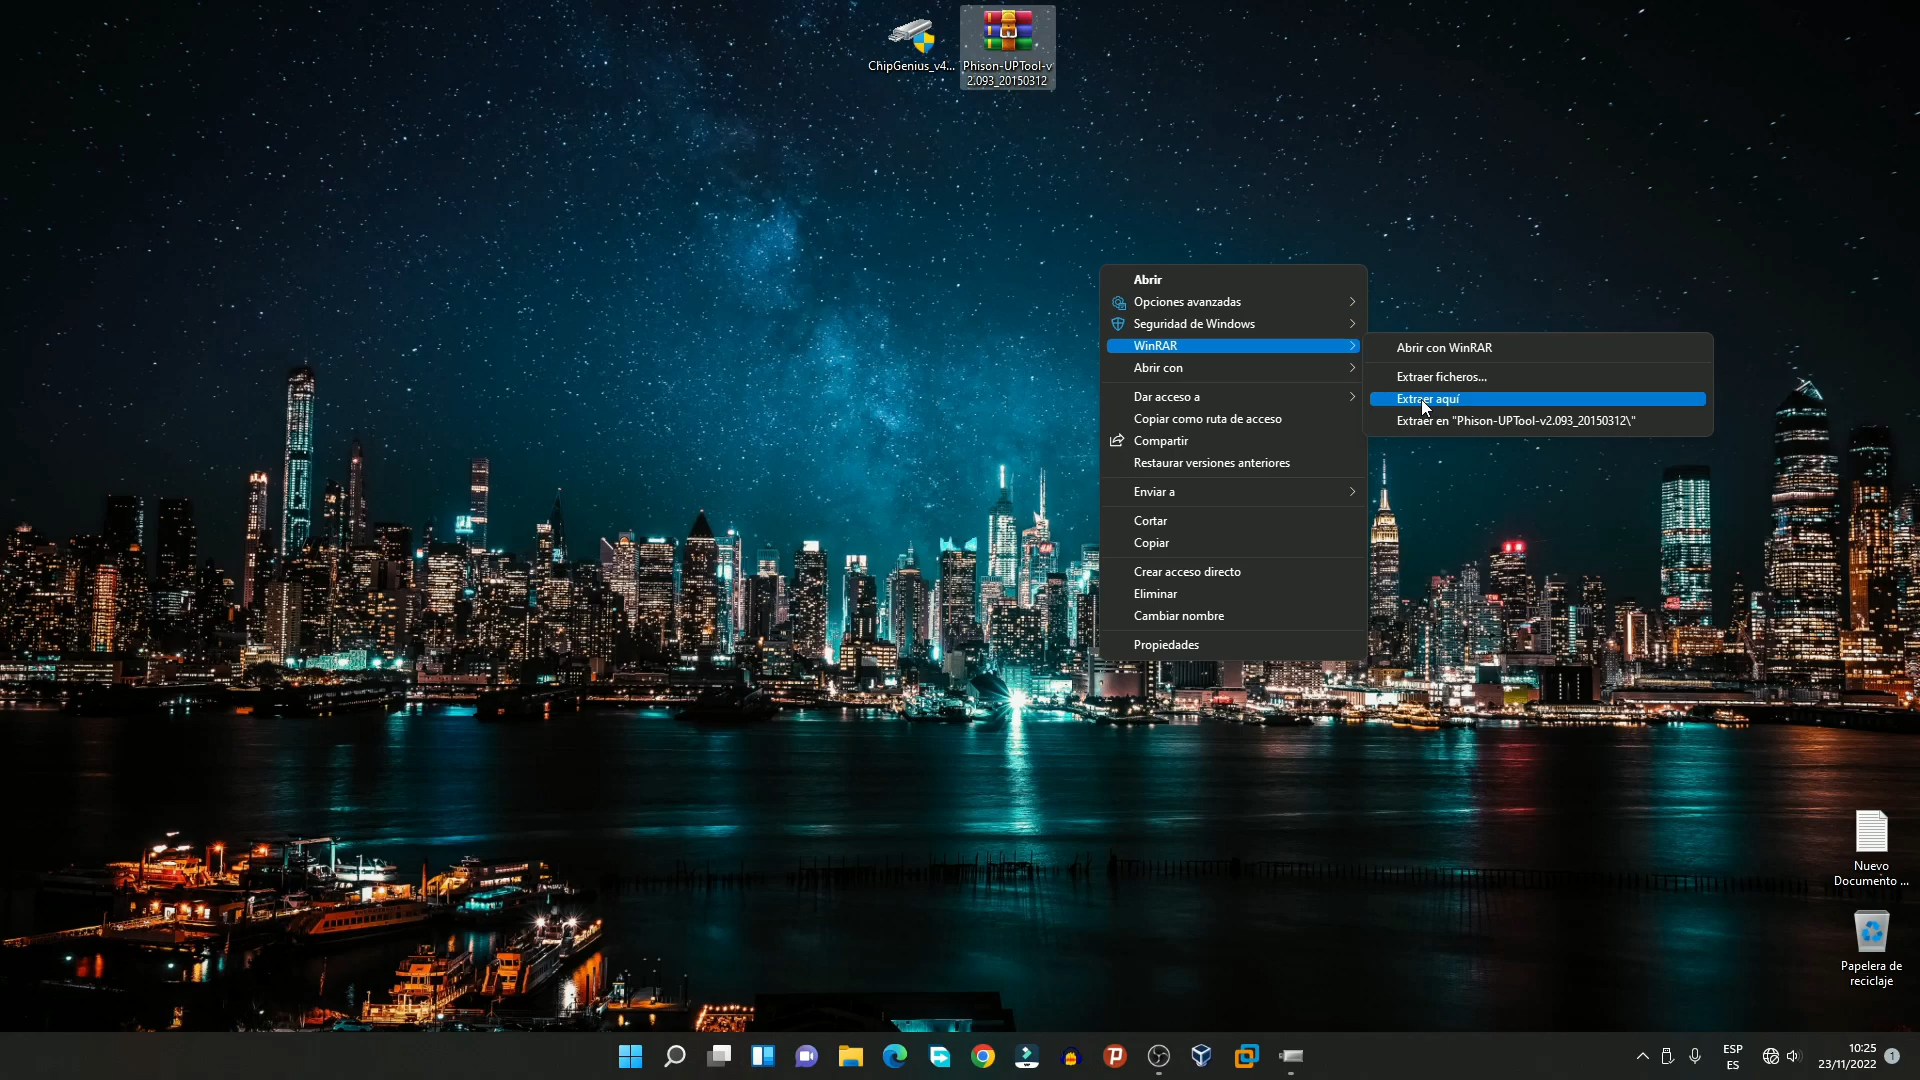 ChipGenius_v4...
Phison-UPTool-v
2.093_20150312
Abrir
Opciones avanzadas
Seguridad de Windows
WinRAR
Abrir con
Dar acceso a
Copiar como ruta de acceso
Compartir
Restaurar versiones anteriores
Enviar a
Cortar
Copiar
Crear acceso directo
Eliminar
Cambiar nombre
Propiedades
Abrir con WinRAR
Extraer ficheros...
Extraer aquí
Extraer en "Phison-UPTool-v2.093_20150312\"
Nuevo
Documento ...
Papelera de
reciclaje
ESP
ES
10:25
23/11/2022
1